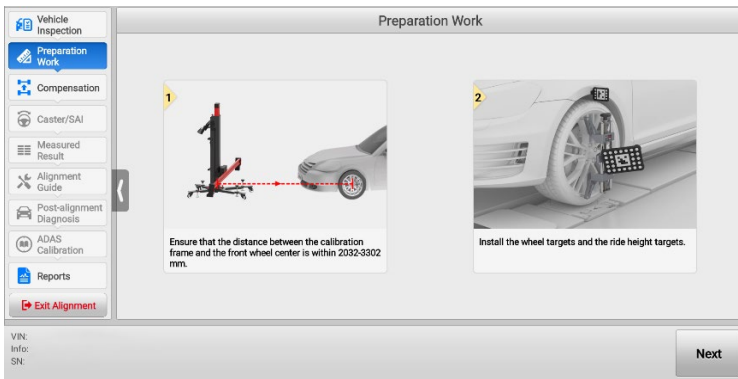 Vehicle
Inspection
Preparation
Work
Compensation
Caster/SAI
Measured
Result
Alignment
Guide
Post-alignment
Diagnosis
ADAS
Calibration
Reports
Exit Alignment
Preparation Work
1
Ensure that the distance between the calibration
frame and the front wheel center is within 2032-3302
mm.
2
Install the wheel targets and the ride height targets.
VIN:
Info:
SN:
Next